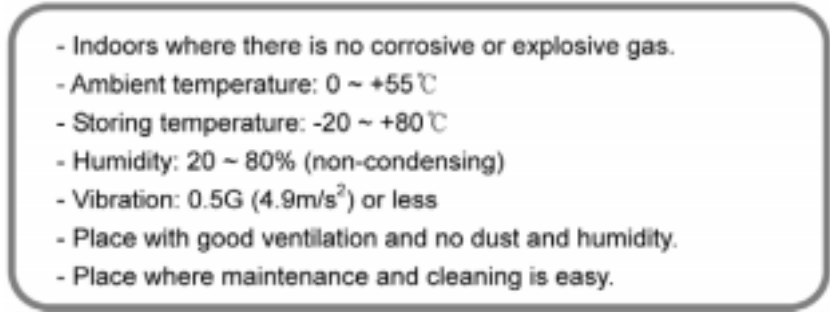 - Indoors where there is no corrosive or explosive gas.
- Ambient temperature: 0 ~ +55℃
- Storing temperature: -20 ~ +80℃
- Humidity: 20 ~ 80% (non-condensing)
- Vibration: 0.5G (4.9m/s²) or less
- Place with good ventilation and no dust and humidity.
- Place where maintenance and cleaning is easy.